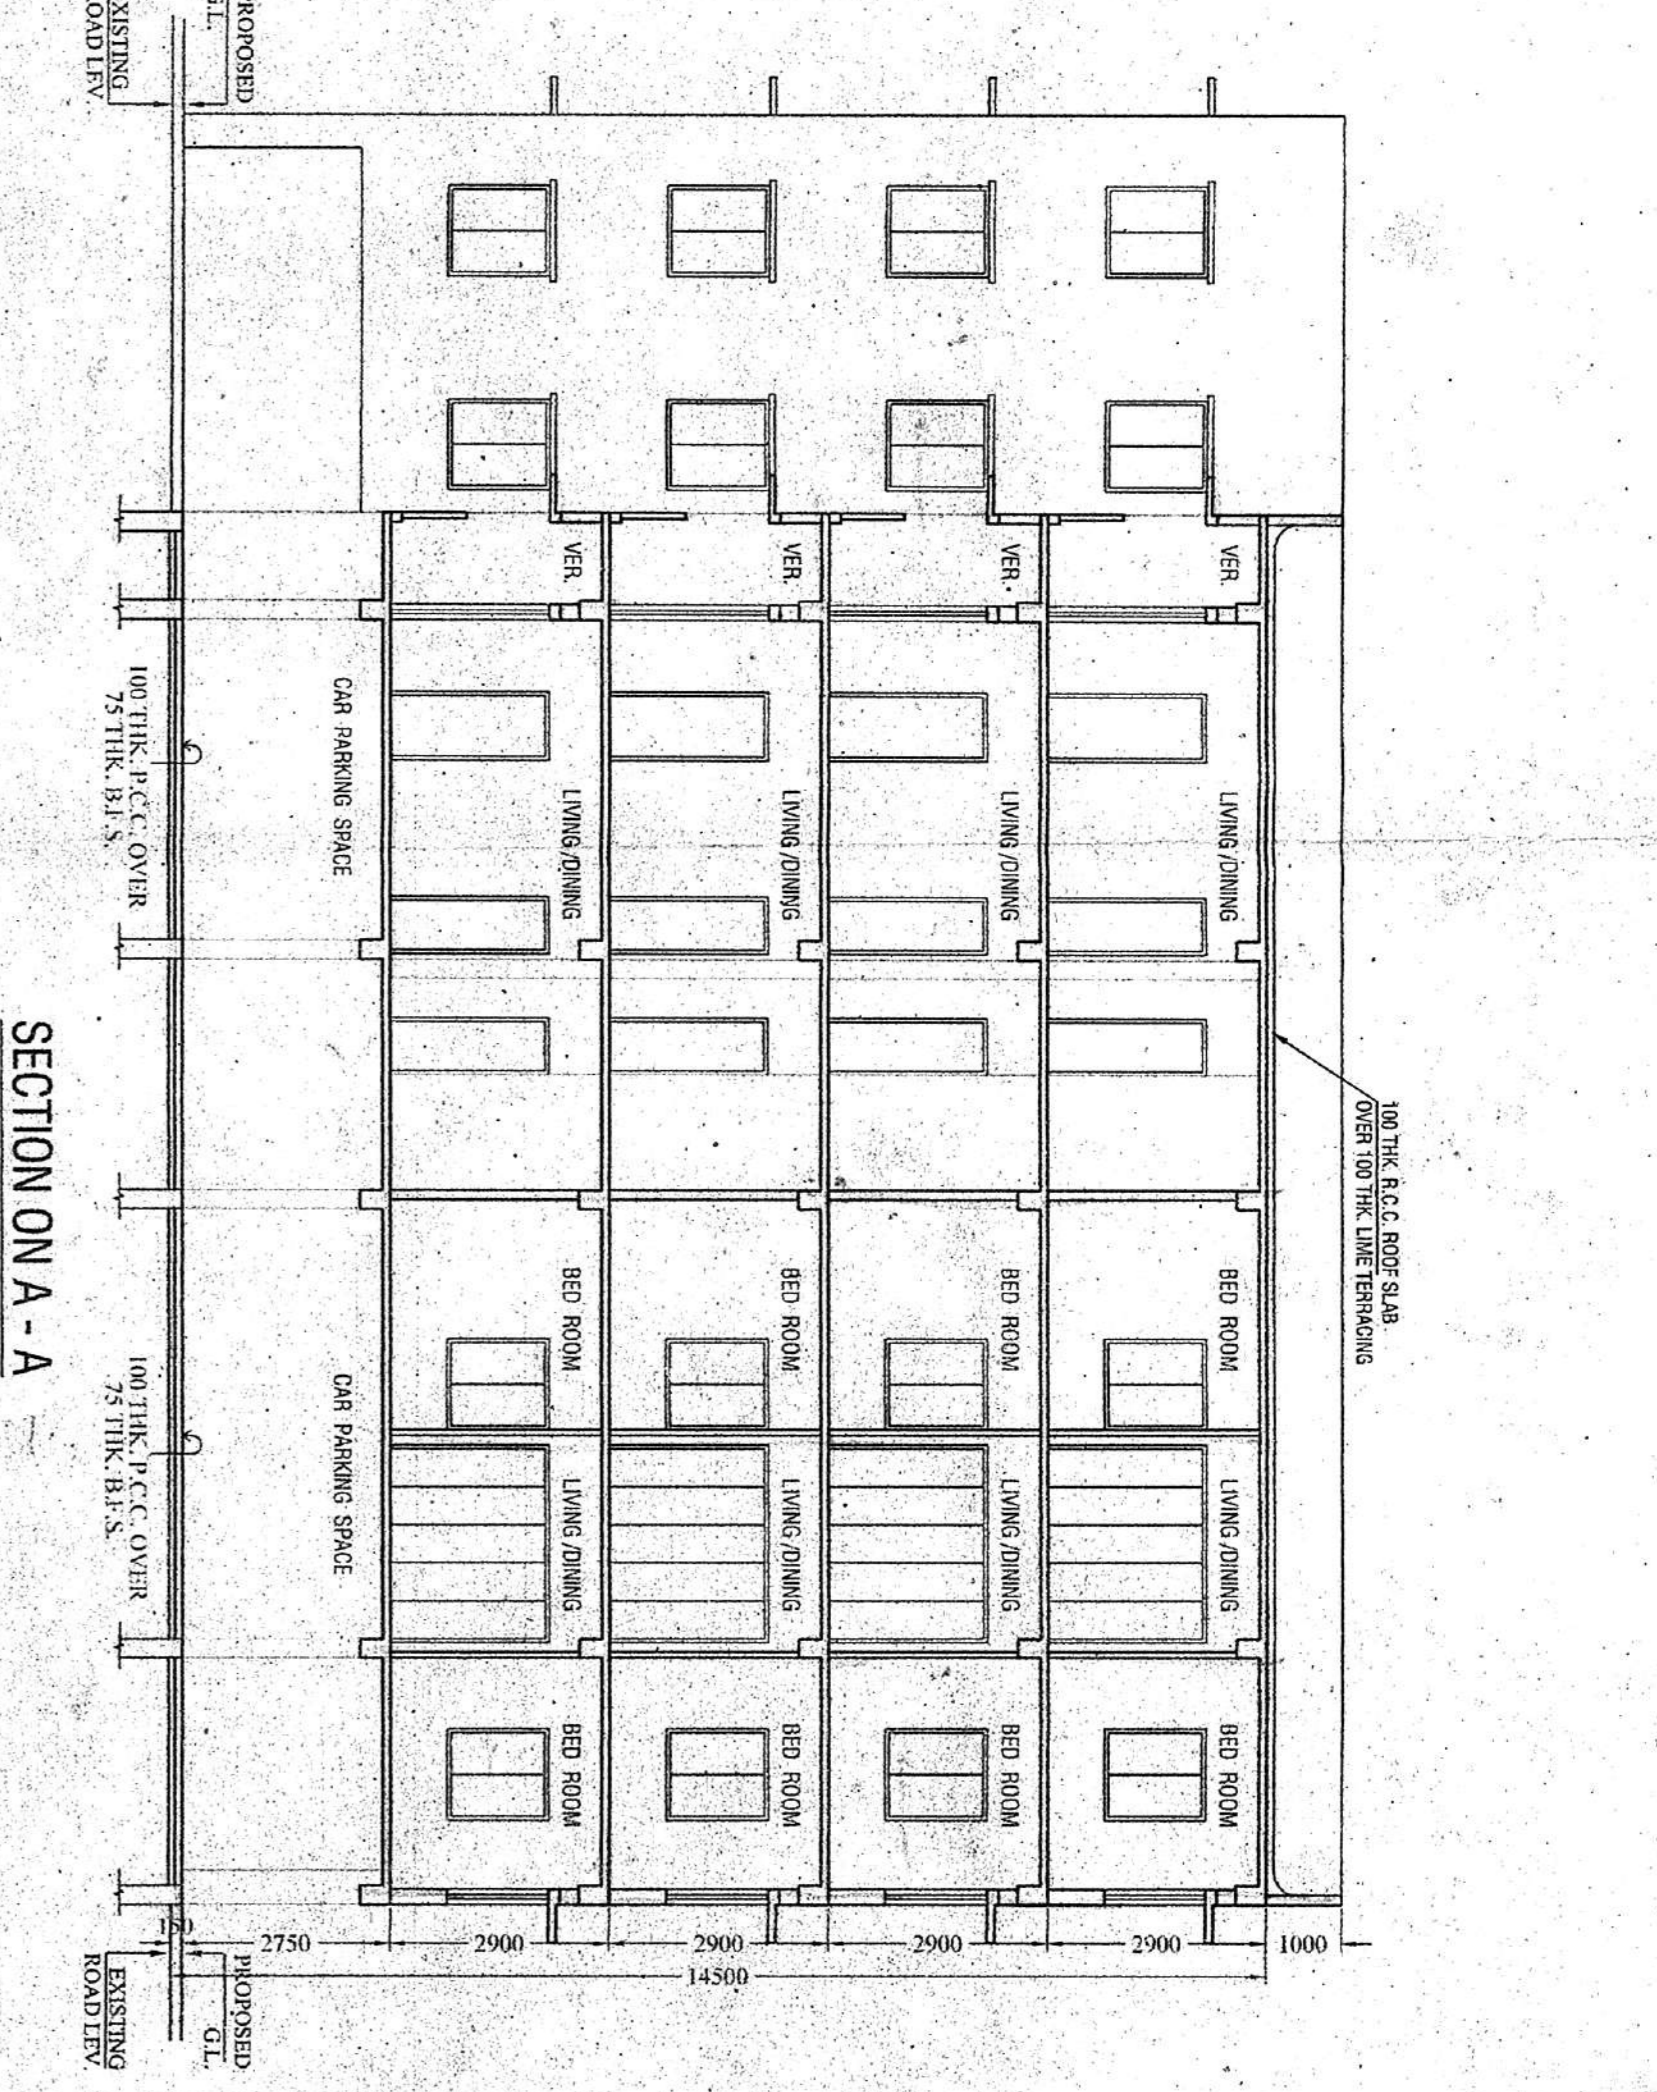 100 THK. R.C.C. ROOF SLAB
OVER 100 THK. LIME TERRACING
1000
VER.
LIVING /DINING
BED ROOM
LIVING /DINING
BED ROOM
2900
VER.
LIVING /DINING
BED ROOM
LIVING /DINING
BED ROOM
2900
VER.
LIVING /DINING
BED ROOM
LIVING /DINING
BED ROOM
2900
VER.
LIVING /DINING
BED ROOM
LIVING /DINING
BED ROOM
2900
14500
CAR PARKING SPACE
CAR PARKING SPACE
2750
150
PROPOSED
G.L.
EXISTING
ROAD LEV.
100 THK. P.C.C. OVER
75 THK. B.F.S.
100 THK. P.C.C. OVER
75 THK. B.F.S.
PROPOSED
G.L.
EXISTING
ROAD LEV.
SECTION ON A - A